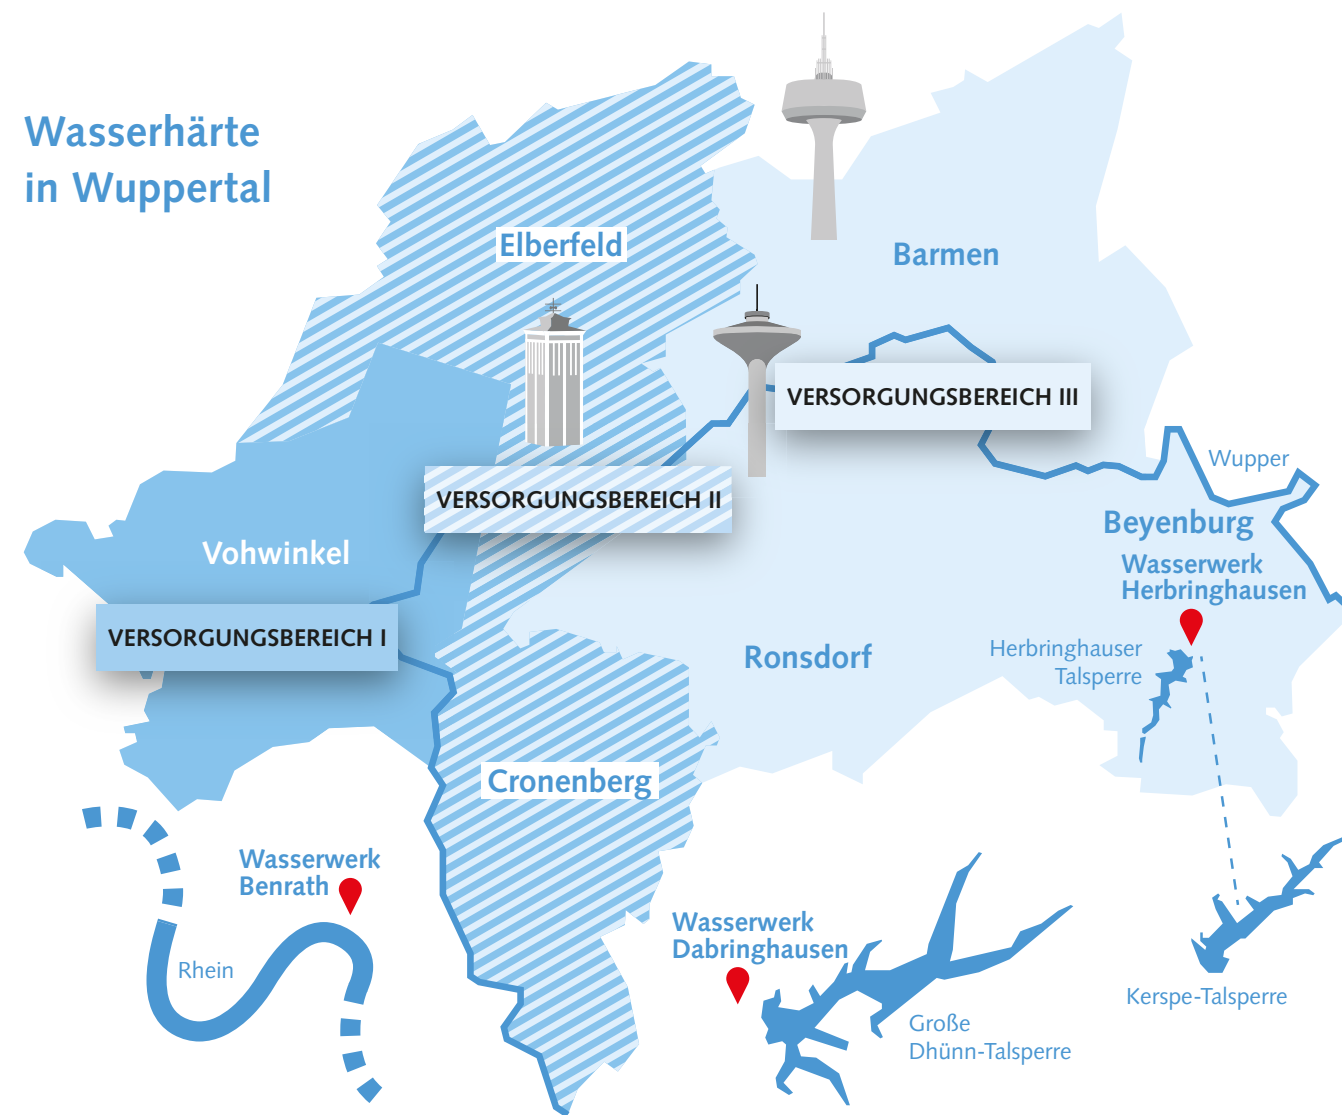 Wasserhärte
in Wuppertal
Elberfeld
Barmen
VERSORGUNGSBEREICH III
Wupper
VERSORGUNGSBEREICH II
Beyenburg
Vohwinkel
Wasserwerk
Herbringhausen
VERSORGUNGSBEREICH I
Ronsdorf
Herbringhauser
Talsperre
Cronenberg
Wasserwerk
Benrath
Wasserwerk
Dabringhausen
Rhein
Kerspe-Talsperre
Große
Dhünn-Talsperre